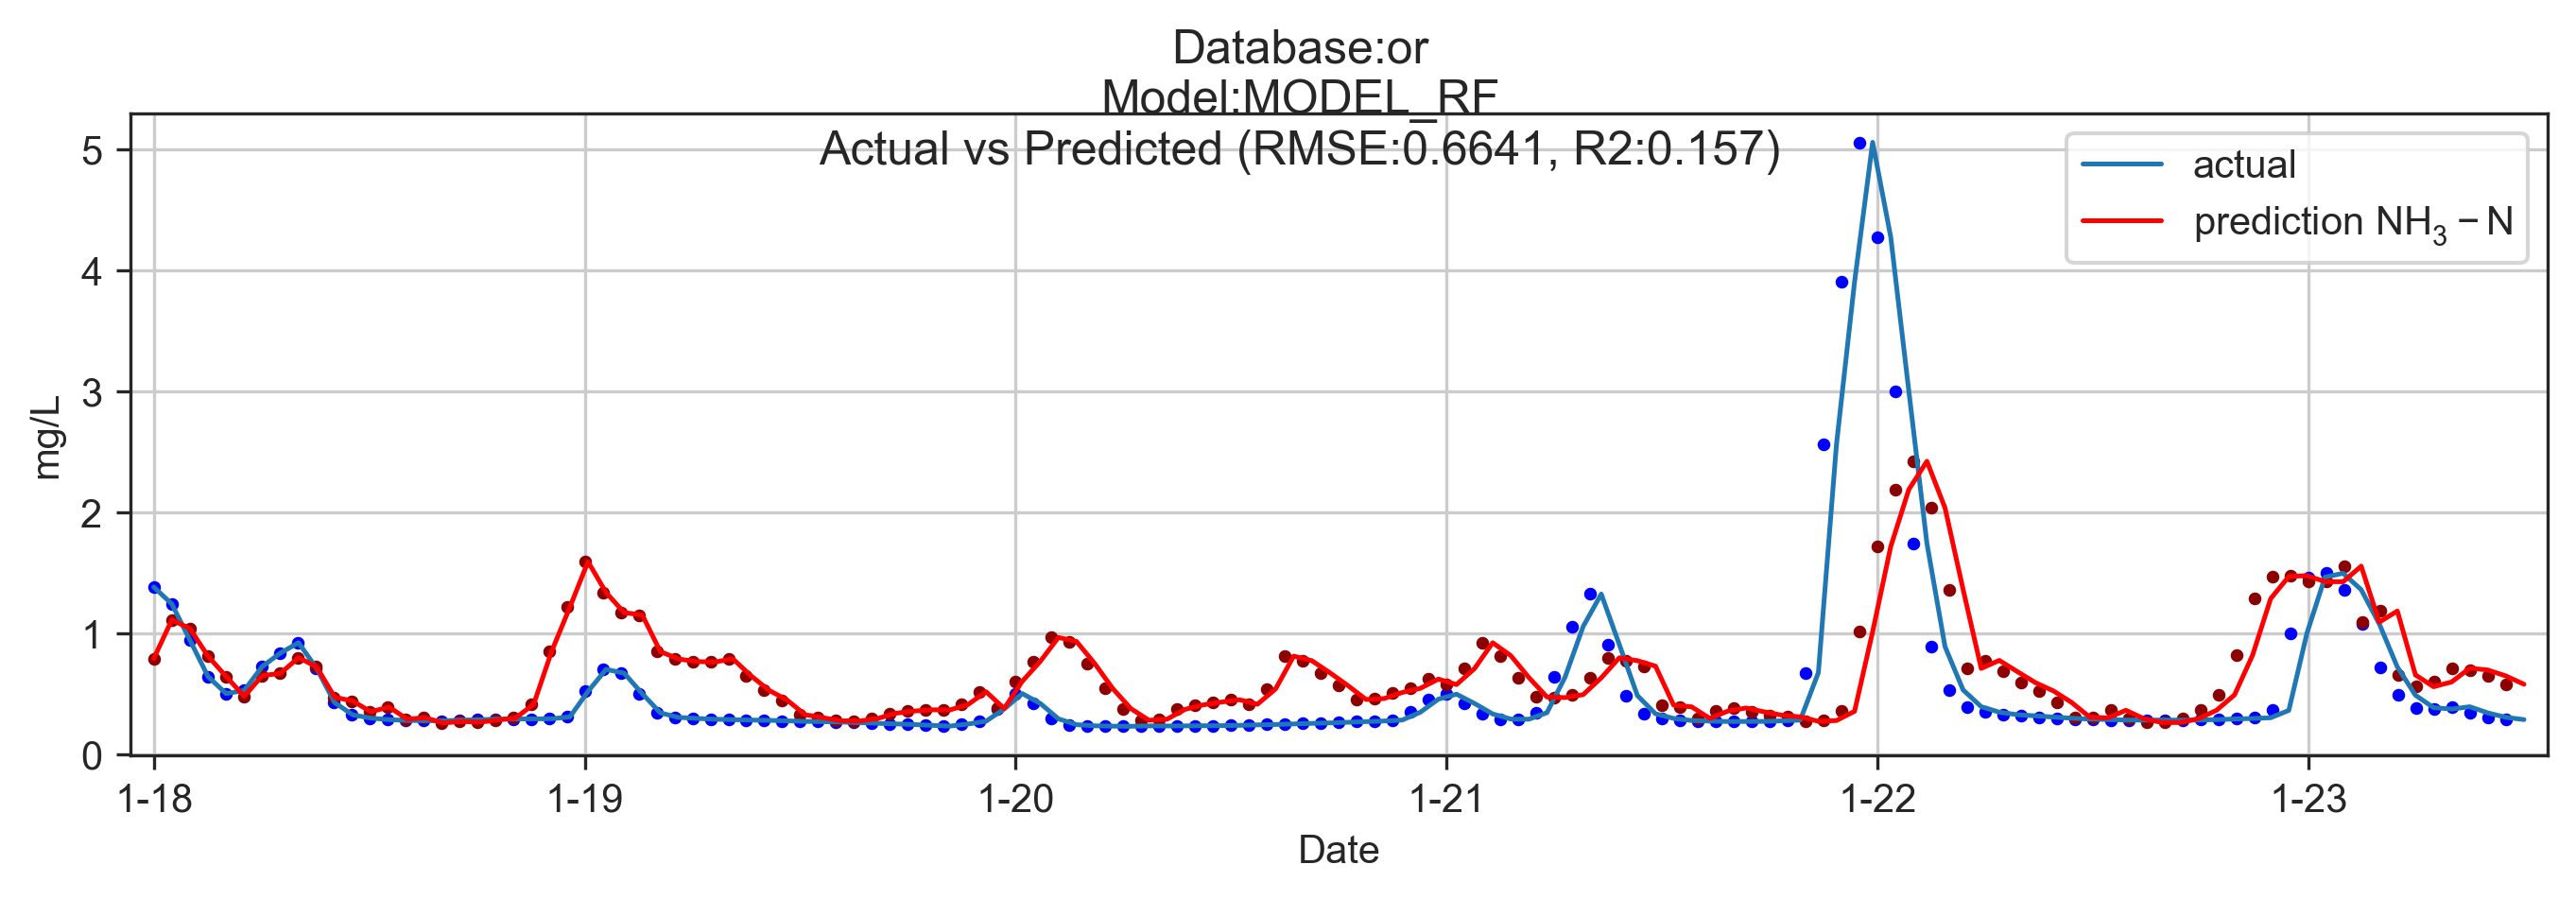 Database:or
Model:MODEL_RF
Actual vs Predicted (RMSE:0.6641, R2:0.157)
actual
prediction NH₃ − N
5
4
3
2
1
0
mg/L
1-18 1-19 1-20 1-21 1-22 1-23
Date